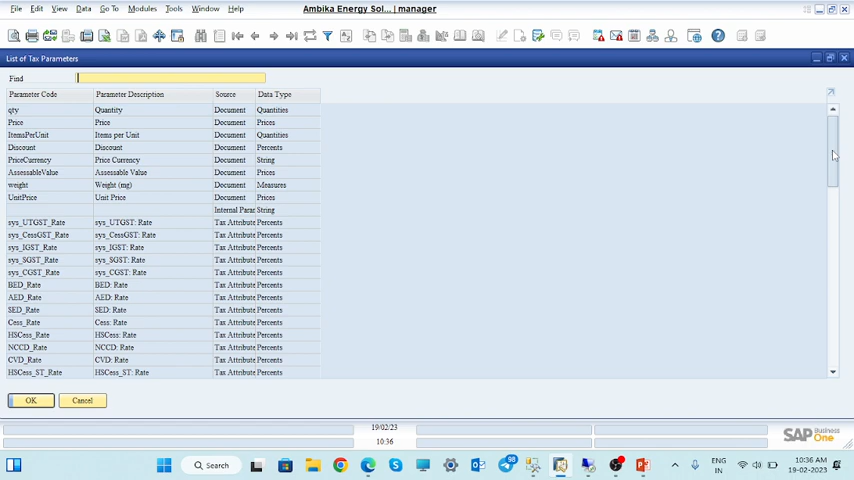 File Edit View Data Go To Modules Tools Window Help Ambika Energy Sol... | manager
List of Tax Parameters
Find
Parameter Code Parameter Description Source Data Type
qty Quantity Document Quantities
Price Price Document Prices
ItemsPerUnit Items per Unit Document Quantities
Discount Discount Document Percents
PriceCurrency Price Currency Document String
AssessableValue Assessable Value Document Prices
weight Weight (mg) Document Measures
UnitPrice Unit Price Document Prices
Internal Para String
sys_UTGST_Rate sys_UTGST: Rate Tax Attribute Percents
sys_CessGST_Rate sys_CessGST: Rate Tax Attribute Percents
sys_IGST_Rate sys_IGST: Rate Tax Attribute Percents
sys_SGST_Rate sys_SGST: Rate Tax Attribute Percents
sys_CGST_Rate sys_CGST: Rate Tax Attribute Percents
BED_Rate BED: Rate Tax Attribute Percents
AED_Rate AED: Rate Tax Attribute Percents
SED_Rate SED: Rate Tax Attribute Percents
Cess_Rate Cess: Rate Tax Attribute Percents
HSCess_Rate HSCess: Rate Tax Attribute Percents
NCCD_Rate NCCD: Rate Tax Attribute Percents
CVD_Rate CVD: Rate Tax Attribute Percents
HSCess_ST_Rate HSCess_ST: Rate Tax Attribute Percents
OK Cancel
19/02/23
10:36
SAP Business One
Search 98 ENG IN 10:36 AM 19-02-2023